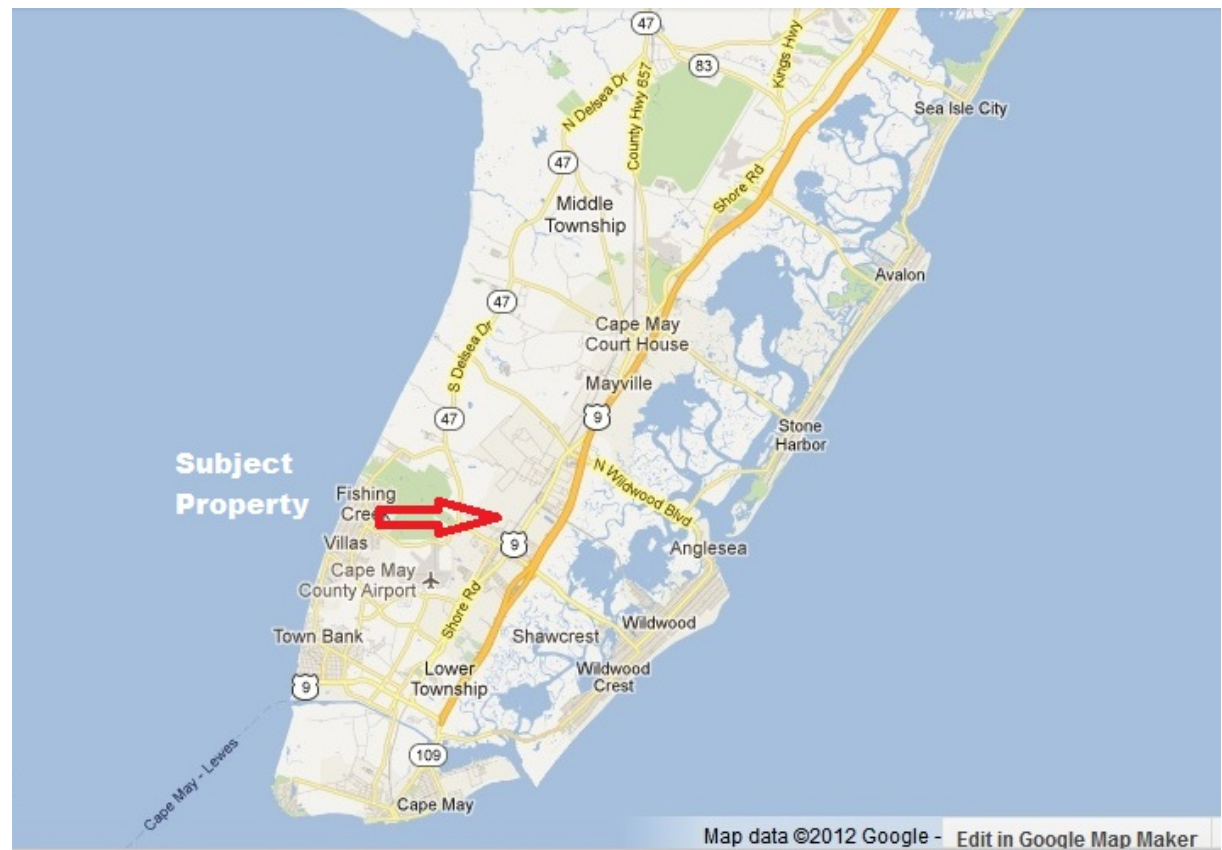 47
83
Kings Hwy
N Delsea Dr
County Hwy 657
Sea Isle City
47
Shore Rd
Middle
Township
Avalon
47
Cape May
Court House
S Delsea Dr
Mayville
9
47
Stone
Harbor
Subject
Property
N Wildwood Blvd
Fishing
Creek
9
Villas
Anglesea
Cape May
County Airport
Shore Rd
Wildwood
Town Bank
Shawcrest
Lower
Township
Wildwood
Crest
9
109
Cape May - Lewes
Cape May
Map data ©2012 Google -
Edit in Google Map Maker